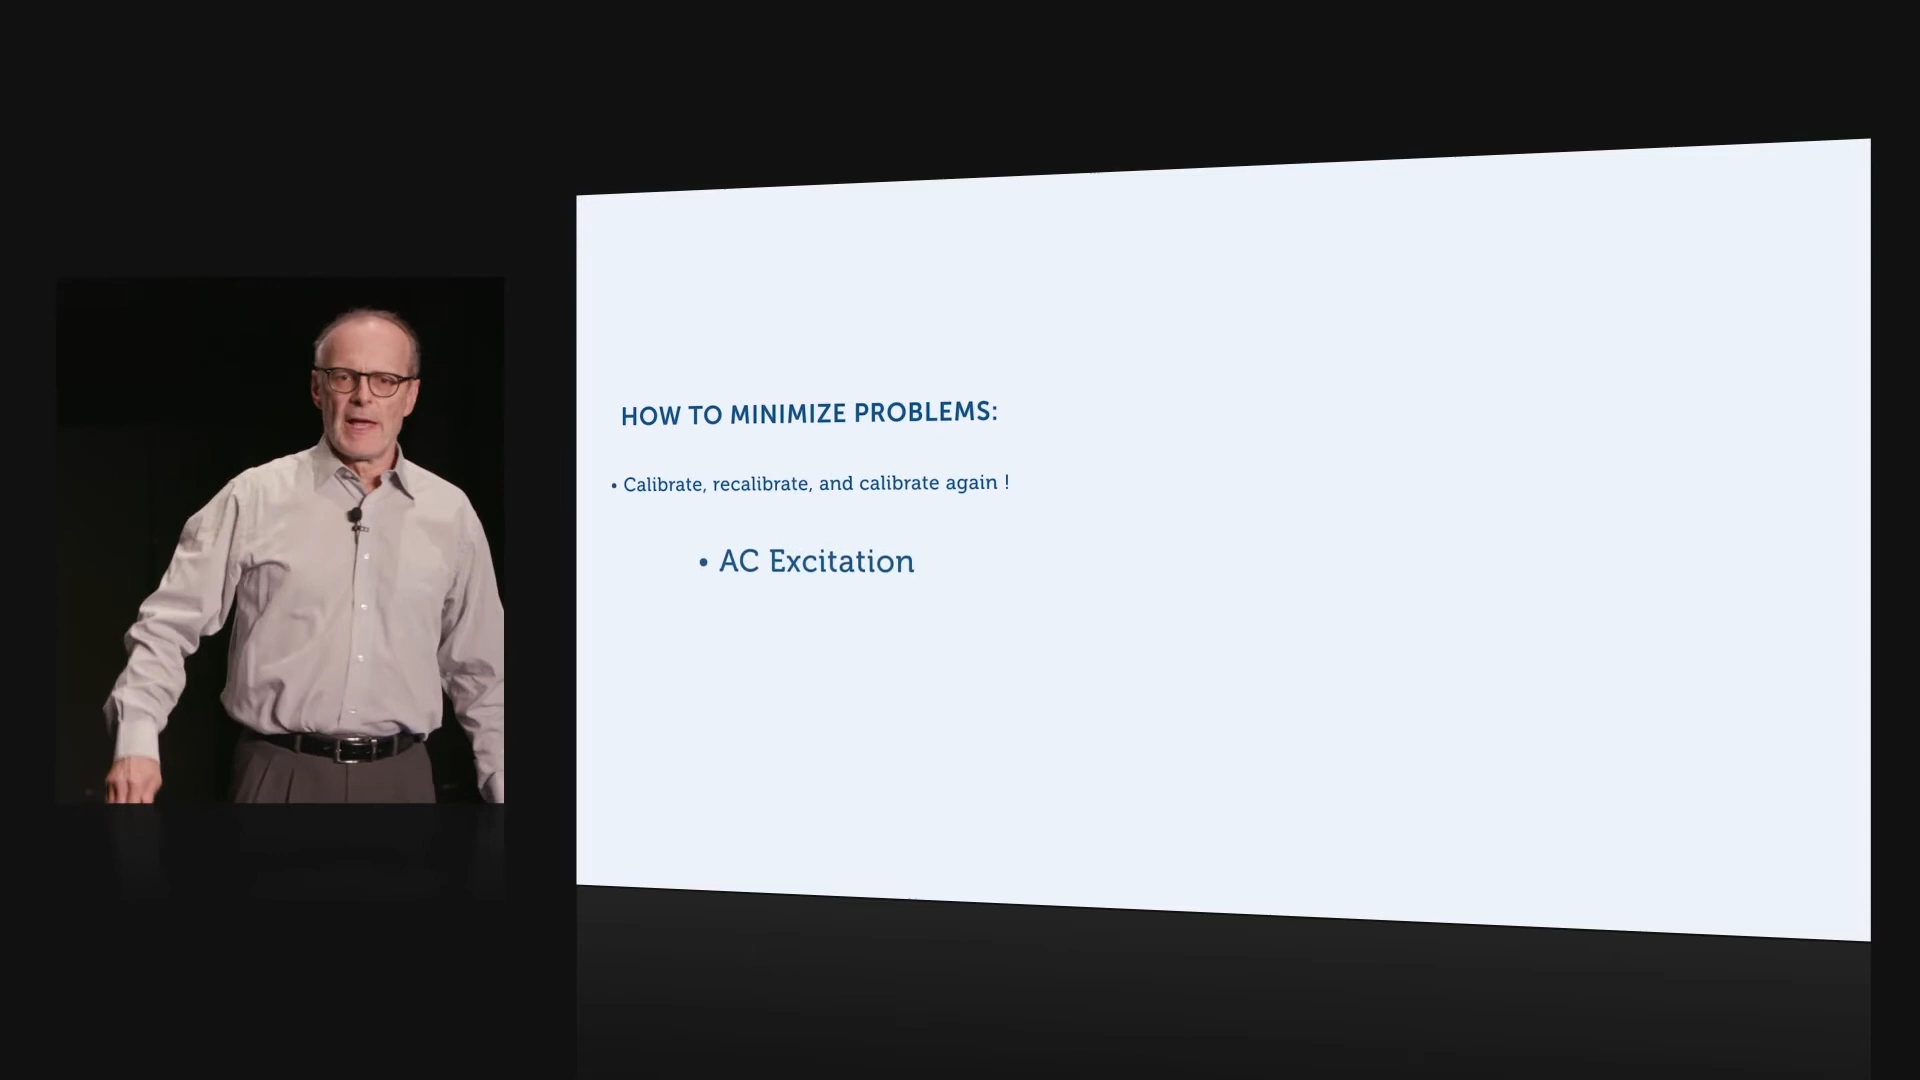 HOW TO MINIMIZE PROBLEMS:
• Calibrate, recalibrate, and calibrate again !
• AC Excitation